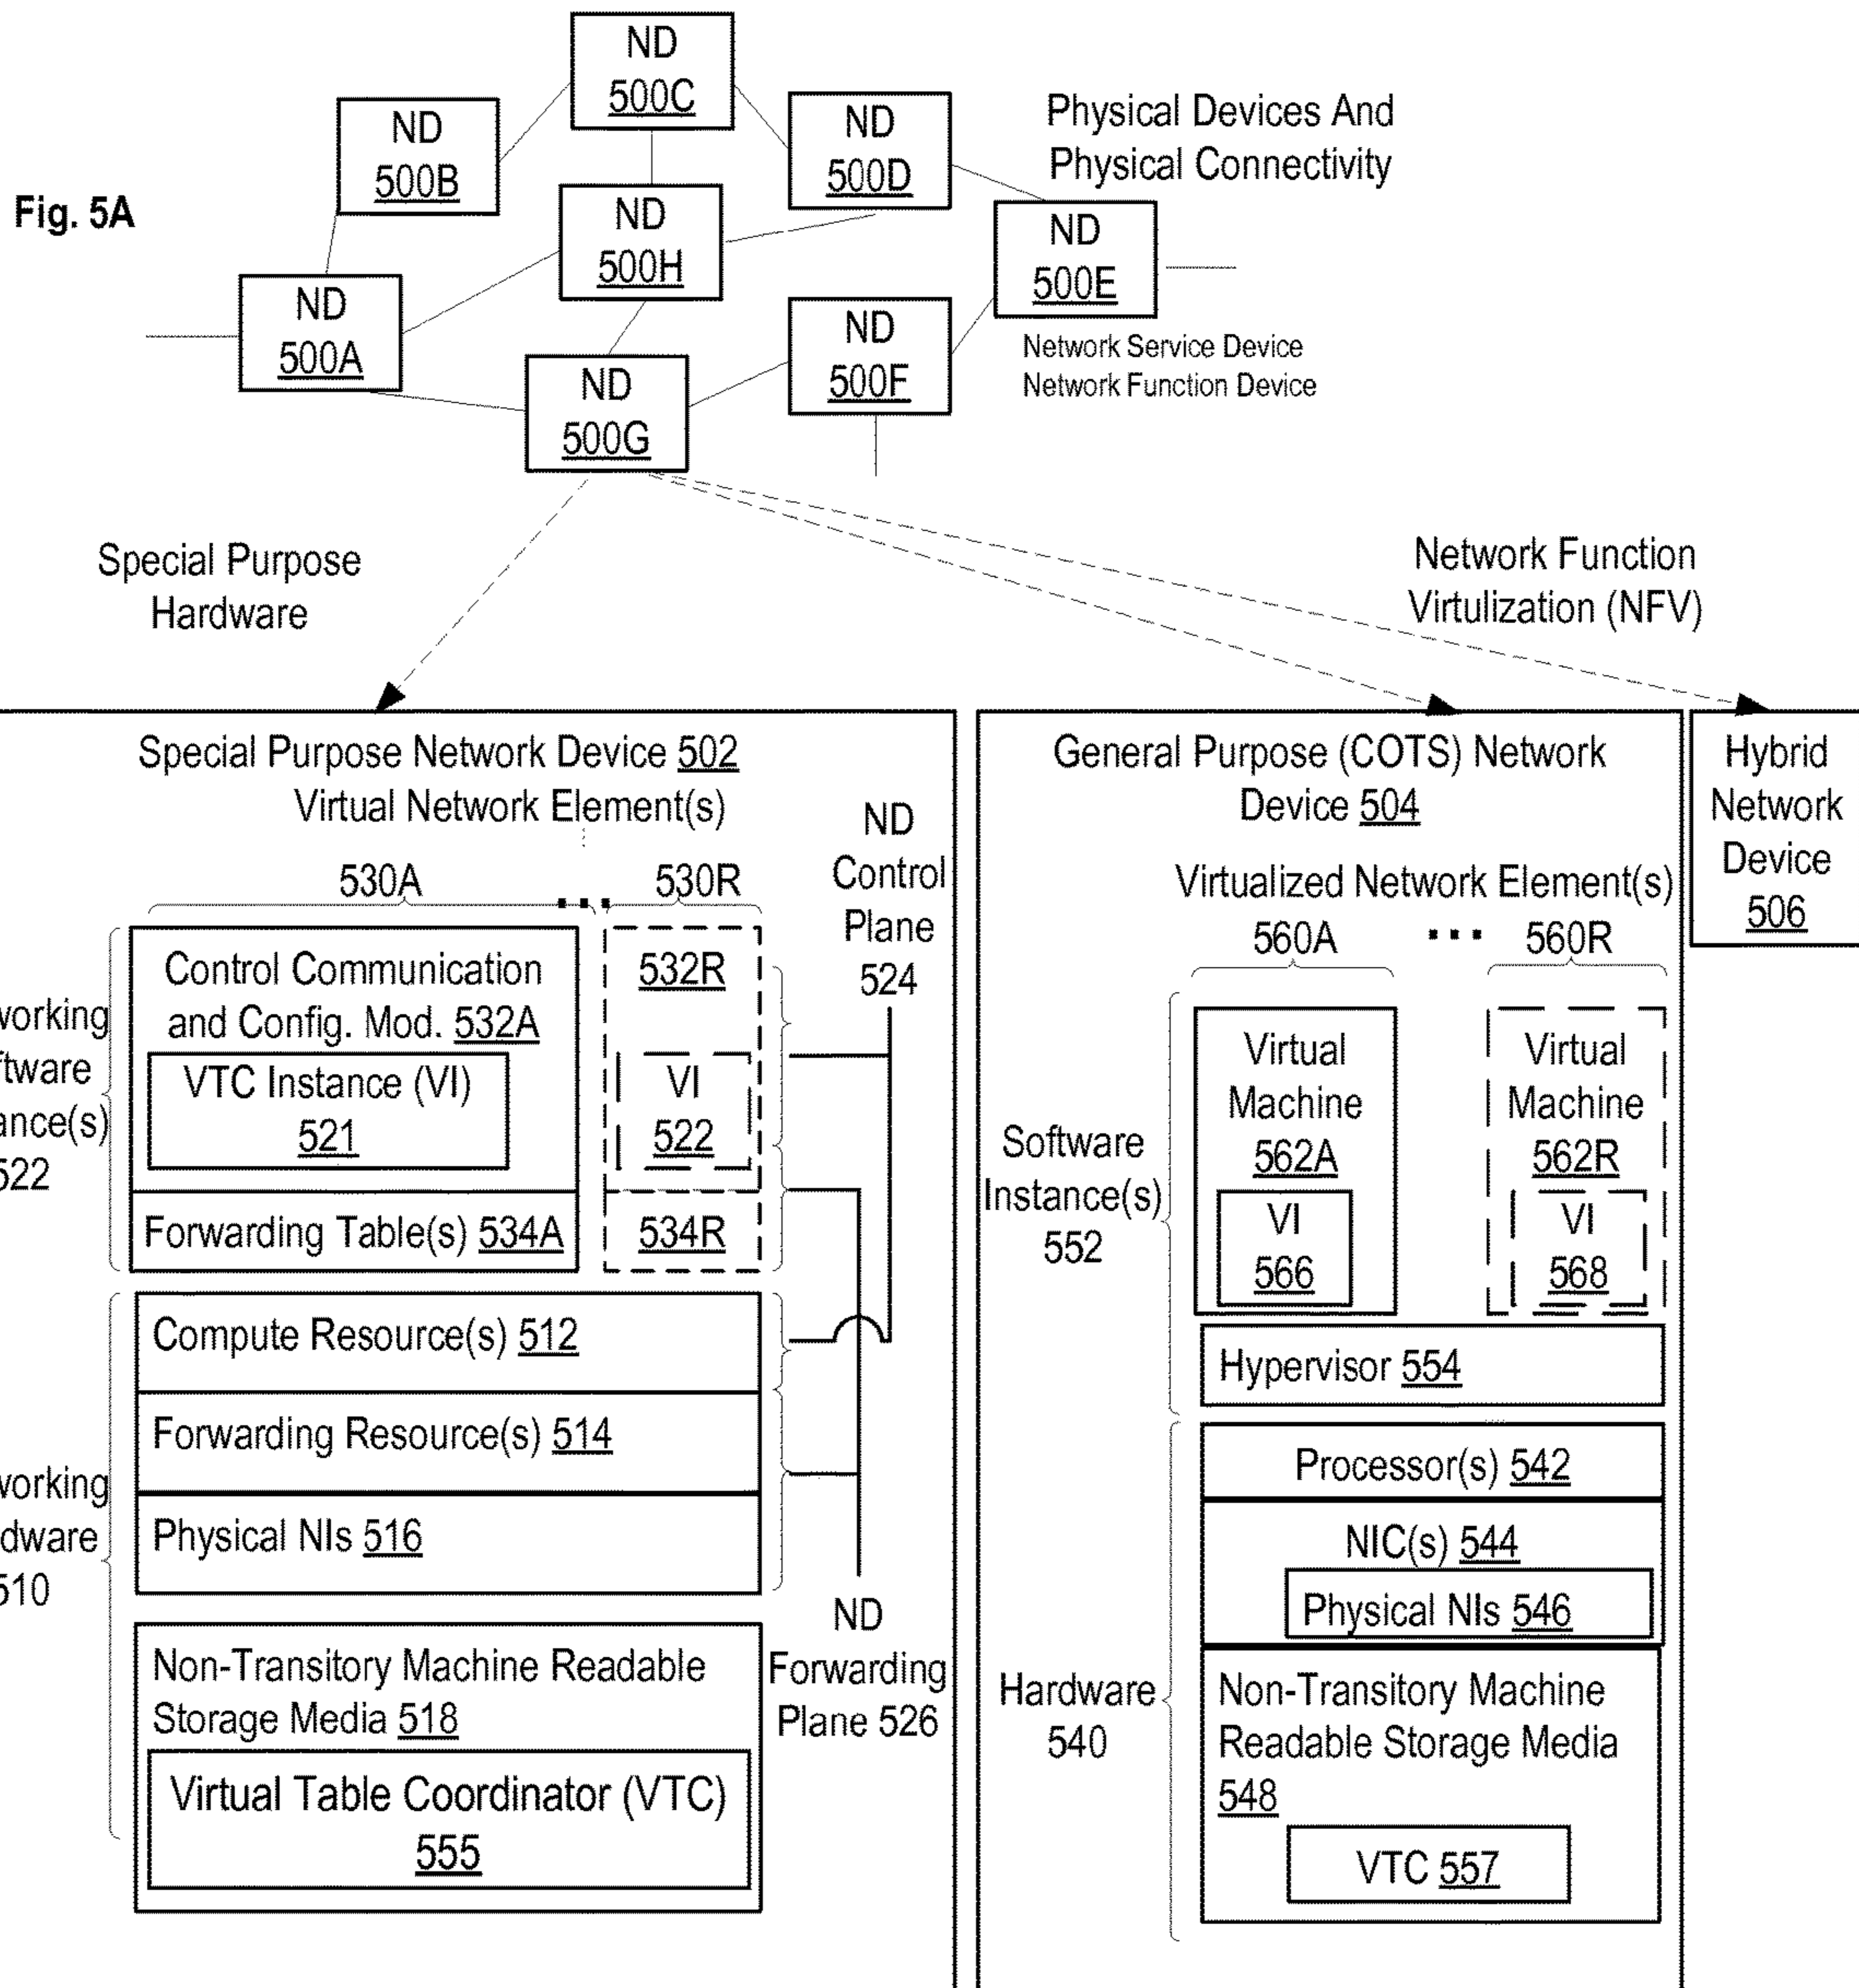 Fig. 5A
ND
500C
ND
500B
ND
500D
Physical Devices And
Physical Connectivity
ND
500H
ND
500E
ND
500A
ND
500F
Network Service Device
Network Function Device
ND
500G
Special Purpose
Hardware
Network Function
Virtulization (NFV)
Special Purpose Network Device 502
Virtual Network Element(s)
530A
530R
ND
Control
Plane
524
Control Communication
and Config. Mod. 532A
VTC Instance (VI)
521
532R
VI
522
Forwarding Table(s) 534A
534R
working
ftware
ance(s)
522
Compute Resource(s) 512
Forwarding Resource(s) 514
Physical NIs 516
working
dware
510
ND
Forwarding
Plane 526
Non-Transitory Machine Readable
Storage Media 518
Virtual Table Coordinator (VTC)
555
General Purpose (COTS) Network
Device 504
Virtualized Network Element(s)
560A
...
560R
Virtual
Machine
562A
VI
566
Virtual
Machine
562R
VI
568
Software
Instance(s)
552
Hypervisor 554
Processor(s) 542
NIC(s) 544
Physical NIs 546
Hardware
540
Non-Transitory Machine
Readable Storage Media
548
VTC 557
Hybrid
Network
Device
506